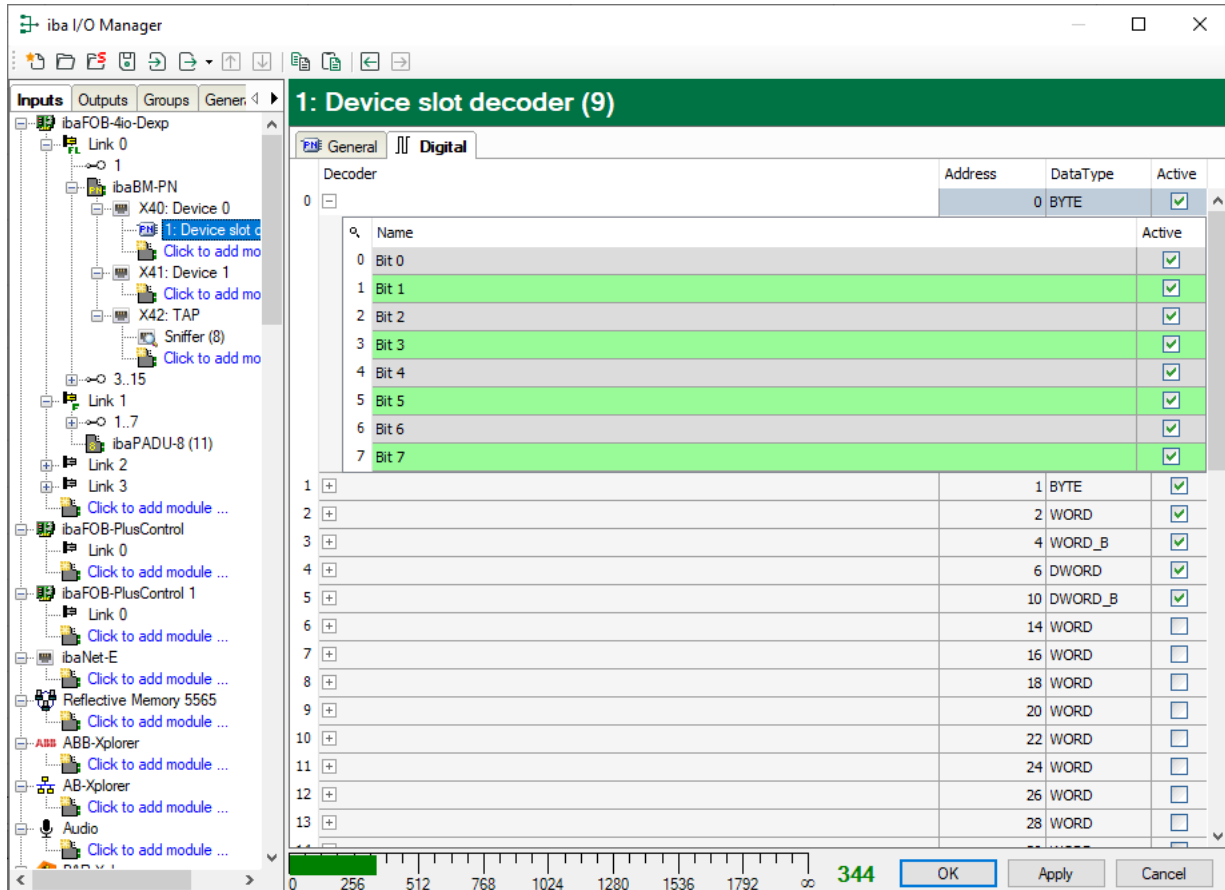 iba I/O Manager
Inputs Outputs Groups Gener
ibaFOB-4io-Dexp
Link 0
1
ibaBM-PN
X40: Device 0
1: Device slot d
Click to add mo
X41: Device 1
Click to add mo
X42: TAP
Sniffer (8)
Click to add mo
3..15
Link 1
1..7
ibaPADU-8 (11)
Link 2
Link 3
Click to add module ...
ibaFOB-PlusControl
Link 0
Click to add module ...
ibaFOB-PlusControl 1
Link 0
Click to add module ...
ibaNet-E
Click to add module ...
Reflective Memory 5565
Click to add module ...
ABB ABB-Xplorer
Click to add module ...
AB-Xplorer
Click to add module ...
Audio
Click to add module ...
1: Device slot decoder (9)
General Digital
Decoder Address DataType Active
0 0 BYTE
Name Active
0 Bit 0
1 Bit 1
2 Bit 2
3 Bit 3
4 Bit 4
5 Bit 5
6 Bit 6
7 Bit 7
1 1 BYTE
2 2 WORD
3 4 WORD_B
4 6 DWORD
5 10 DWORD_B
6 14 WORD
7 16 WORD
8 18 WORD
9 20 WORD
10 22 WORD
11 24 WORD
12 26 WORD
13 28 WORD
0 256 512 768 1024 1280 1536 1792 ∞ 344 OK Apply Cancel